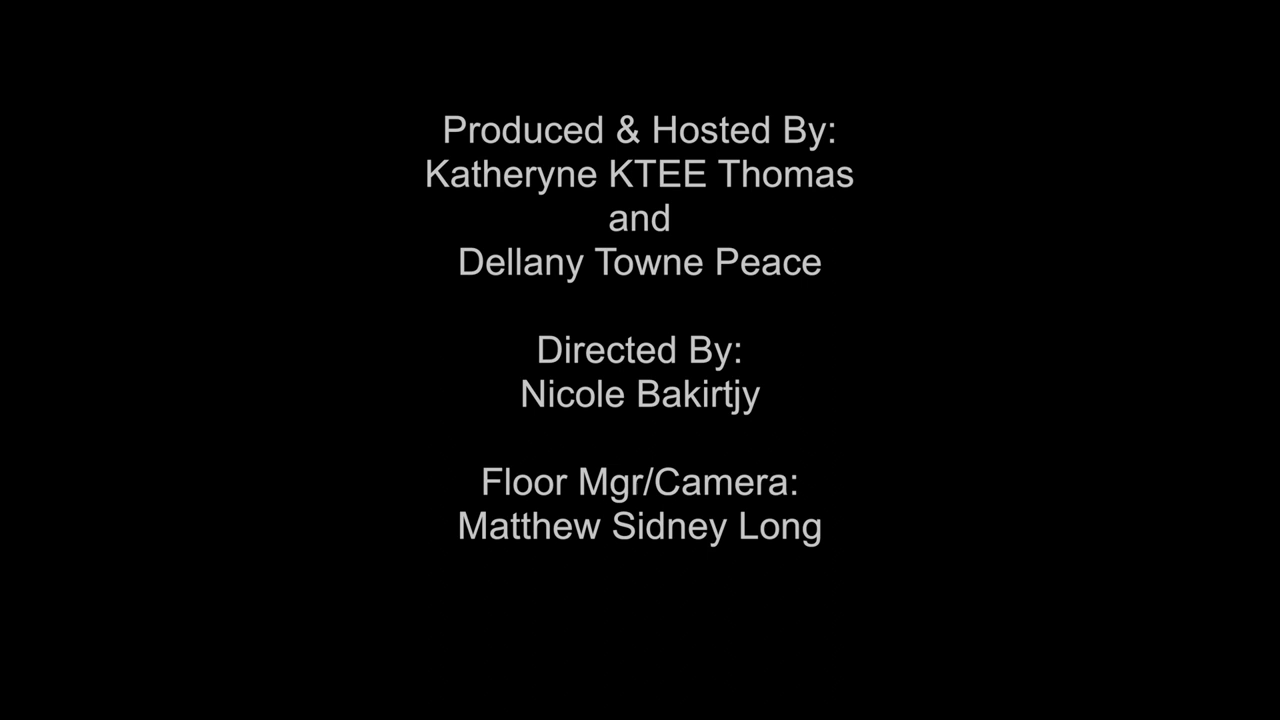 Produced & Hosted By:
Katheryne KTEE Thomas
and
Dellany Towne Peace
Directed By:
Nicole Bakirtjy
Floor Mgr/Camera:
Matthew Sidney Long